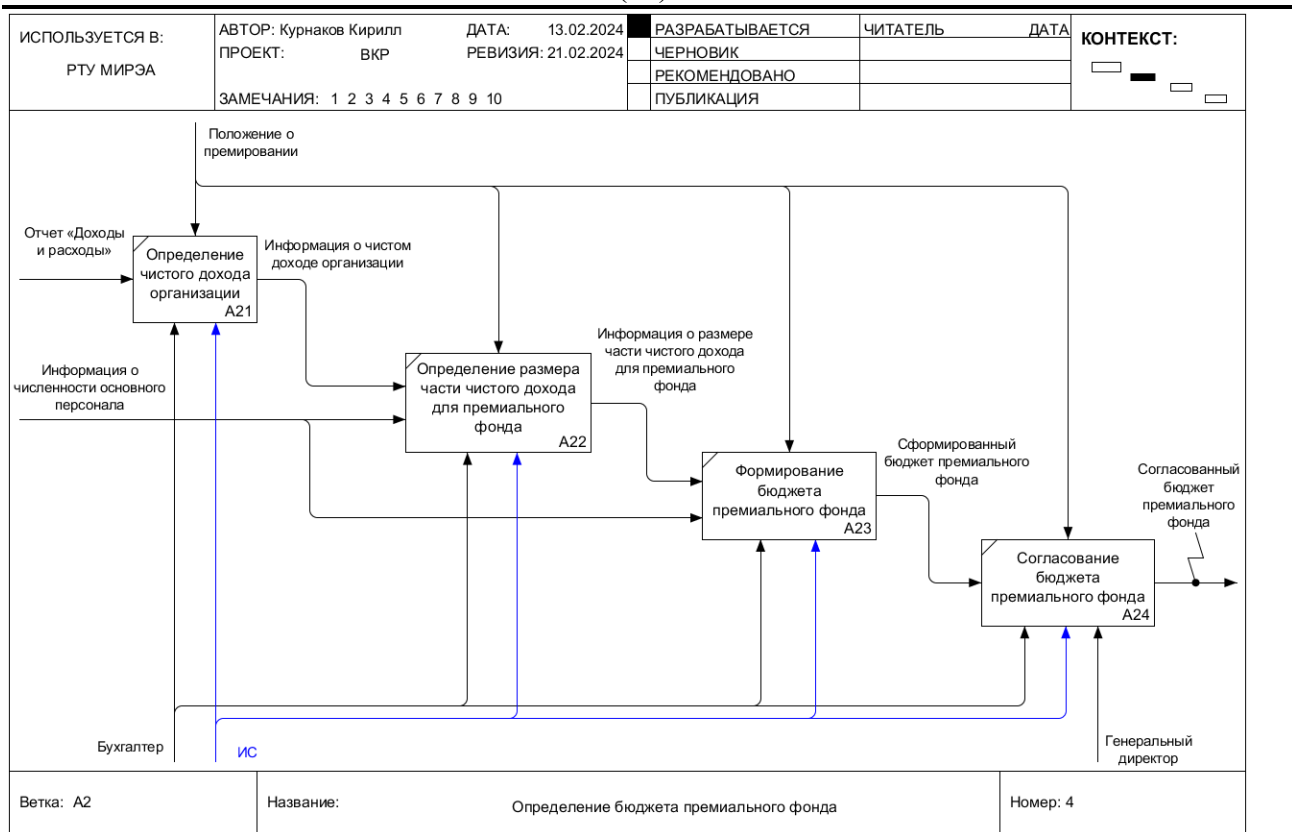 ИСПОЛЬЗУЕТСЯ В:
РТУ МИРЭА
АВТОР: Курнаков Кирилл
ДАТА: 13.02.2024
ПРОЕКТ: ВКР
РЕВИЗИЯ: 21.02.2024
ЗАМЕЧАНИЯ: 1 2 3 4 5 6 7 8 9 10
РАЗРАБАТЫВАЕТСЯ
ЧЕРНОВИК
РЕКОМЕНДОВАНО
ПУБЛИКАЦИЯ
ЧИТАТЕЛЬ
ДАТА
КОНТЕКСТ:
Положение о
премировании
Отчет «Доходы
и расходы»
Определение
чистого дохода
организации
A21
Информация о чистом
доходе организации
Информация о
численности основного
персонала
Определение размера
части чистого дохода
для премиального
фонда
A22
Информация о размере
части чистого дохода
для премиального
фонда
Формирование
бюджета
премиального фонда
A23
Сформированный
бюджет премиального
фонда
Согласование
бюджета
премиального фонда
A24
Согласованный
бюджет
премиального
фонда
Бухгалтер
ИС
Генеральный
директор
Ветка: A2
Название:
Определение бюджета премиального фонда
Номер: 4